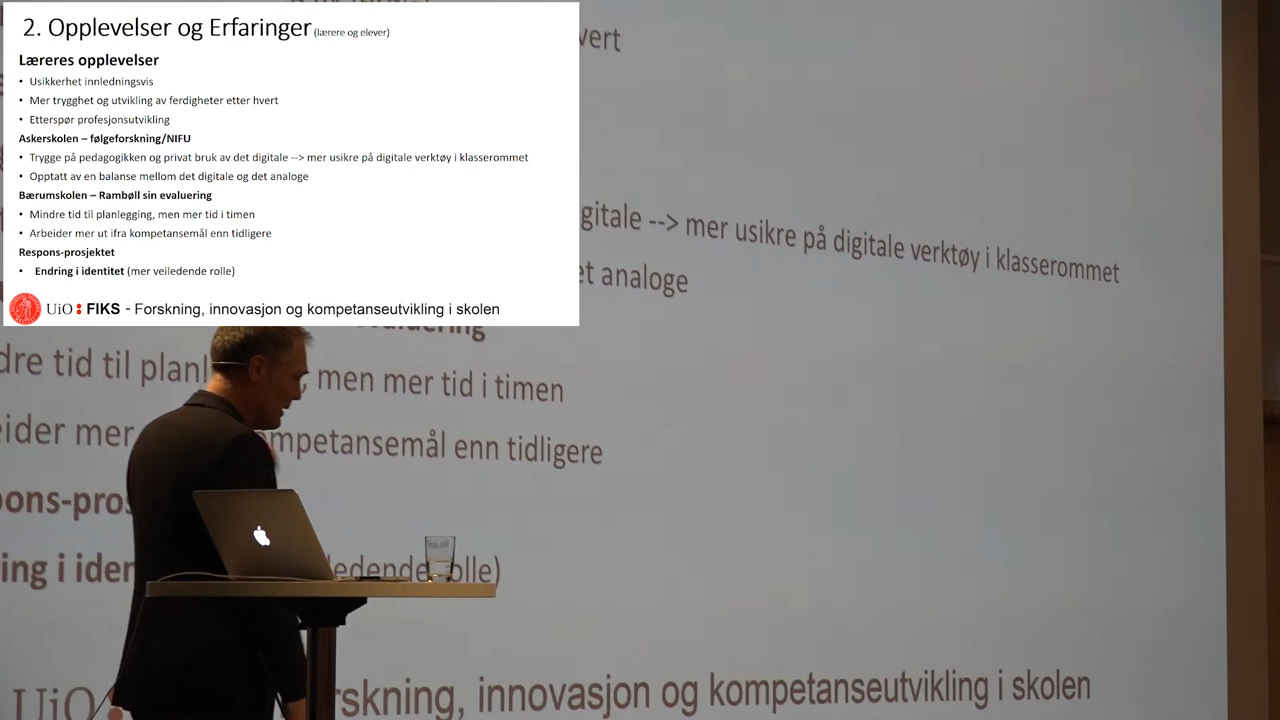 2. Opplevelser og Erfaringer (lærere og elever)
Læreres opplevelser
• Usikkerhet innledningsvis
• Mer trygghet og utvikling av ferdigheter etter hvert
• Etterspør profesjonsutvikling
Askerskolen – følgeforskning/NIFU
• Trygge på pedagogikken og privat bruk av det digitale --> mer usikre på digitale verktøy i klasserommet
• Opptatt av en balanse mellom det digitale og det analoge
Bærumskolen – Rambøll sin evaluering
• Mindre tid til planlegging, men mer tid i timen
• Arbeider mer ut ifra kompetansemål enn tidligere
Respons-prosjektet
• Endring i identitet (mer veiledende rolle)
UiO: FIKS - Forskning, innovasjon og kompetanseutvikling i skolen
vert
gitale --> mer usikre på digitale verktøy i klasserommet
et analoge
evaluering
dre tid til planl , men mer tid i timen
eider mer ompetansemål enn tidligere
pons-pros
ing i iden ledende rolle)
UiO: rskning, innovasjon og kompetanseutvikling i skolen